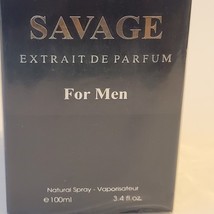 SAVAGE
EXTRAIT DE PARFUM
For Men
Natural Spray - Vaporisateur
℮100ml 3.4 fl oz.